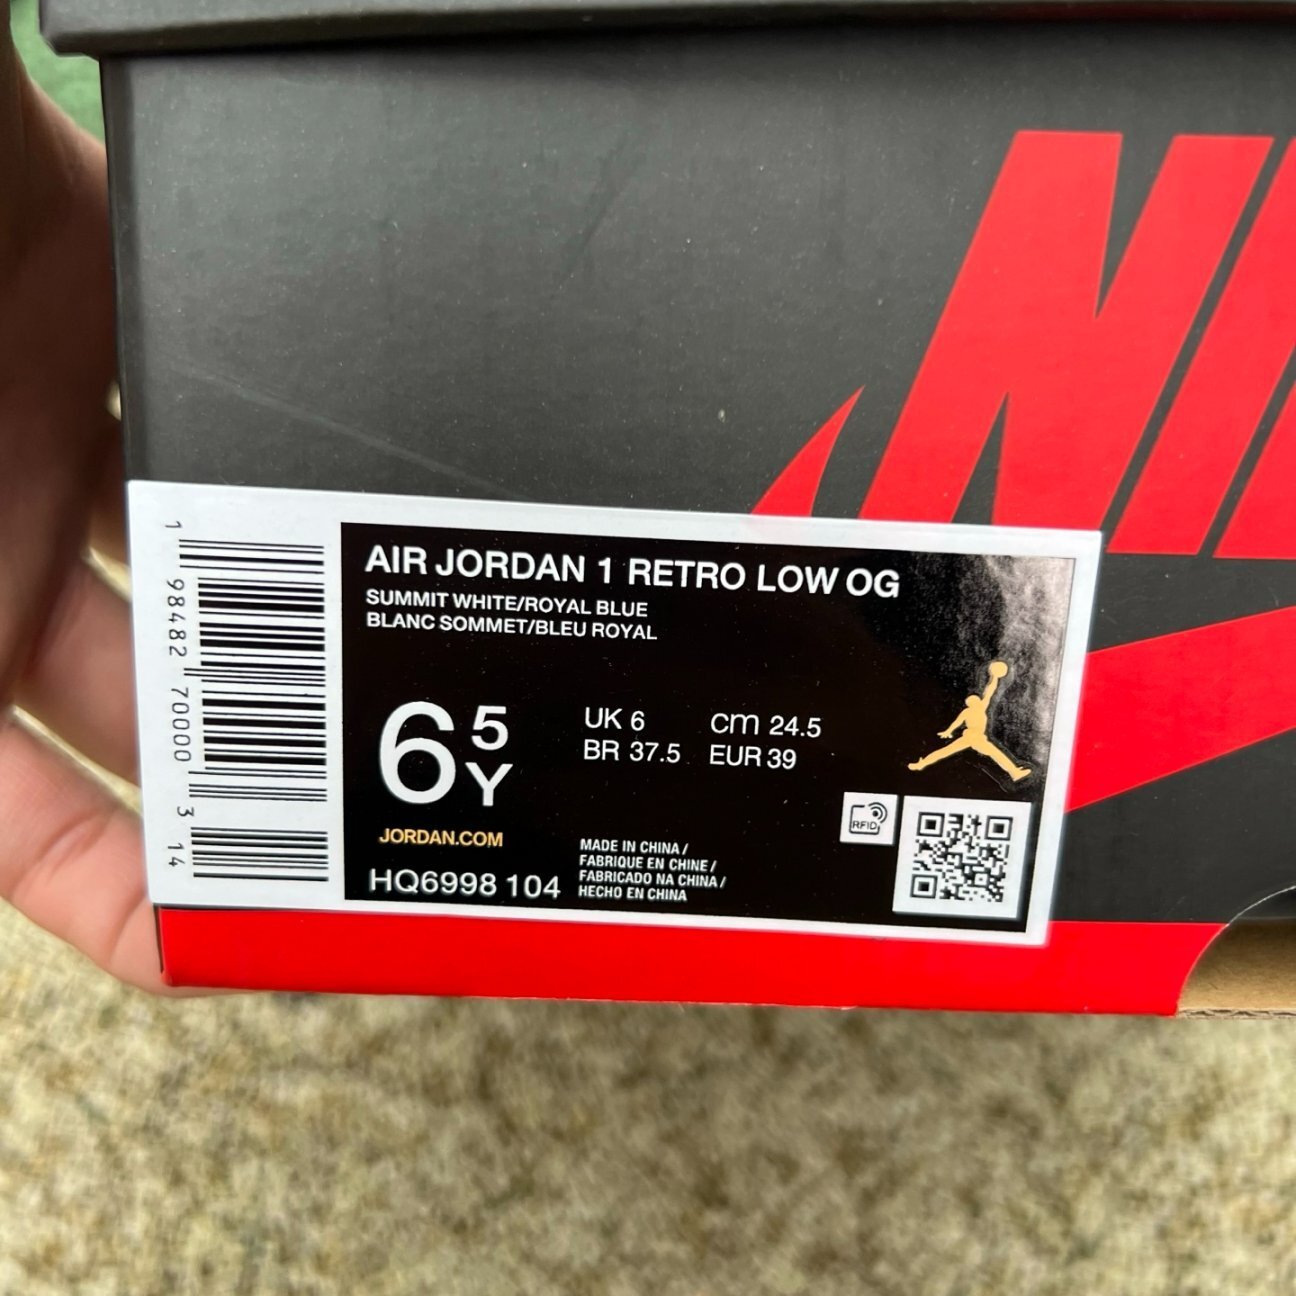 NI
AIR JORDAN 1 RETRO LOW OG
SUMMIT WHITE/ROYAL BLUE
BLANC SOMMET/BLEU ROYAL
6 5 Y
UK 6 cm 24.5
BR 37.5 EUR 39
JORDAN.COM
HQ6998 104
MADE IN CHINA /
FABRIQUE EN CHINE /
FABRICADO NA CHINA /
HECHO EN CHINA
RFID
1 98482 70000 3 14